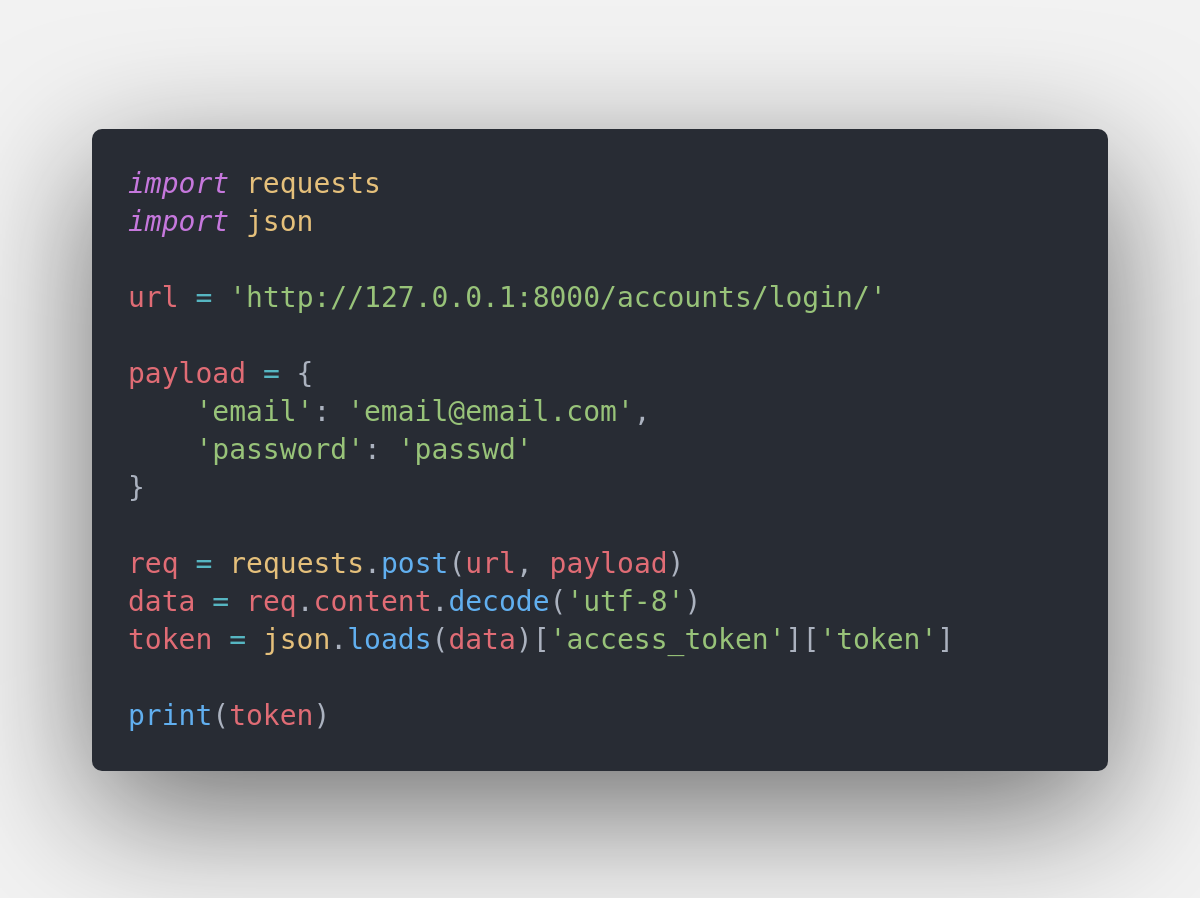 import requests
import json

url = 'http://127.0.0.1:8000/accounts/login/'

payload = {
    'email': 'email@email.com',
    'password': 'passwd'
}

req = requests.post(url, payload)
data = req.content.decode('utf-8')
token = json.loads(data)['access_token']['token']

print(token)